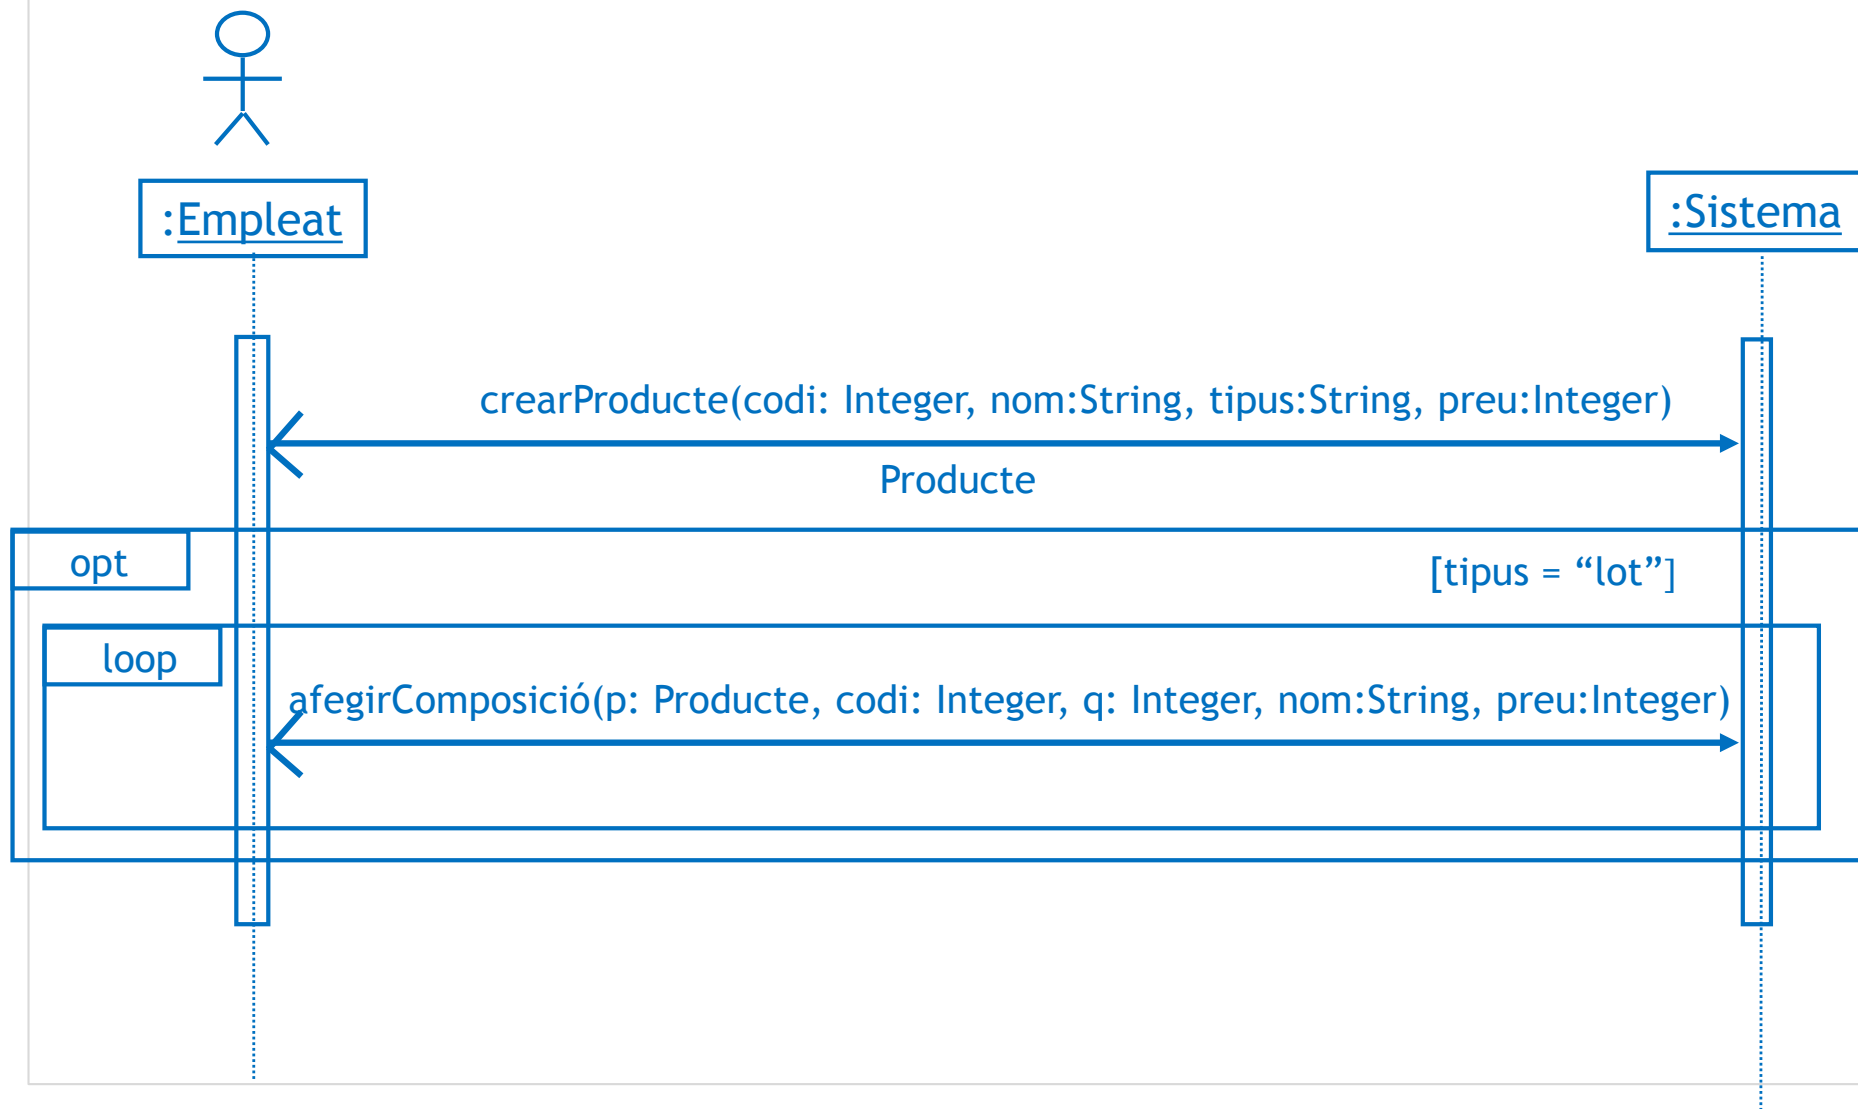 :Empleat
:Sistema
crearProducte(codi: Integer, nom:String, tipus:String, preu:Integer)
Producte
opt
[tipus = “lot”]
loop
afegirComposició(p: Producte, codi: Integer, q: Integer, nom:String, preu:Integer)